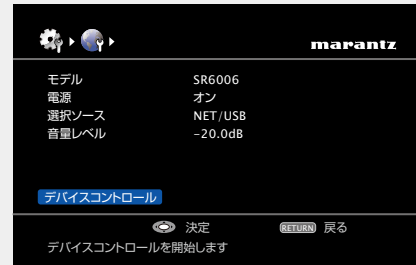 marantz
モデル SR6006
電源 オン
選択ソース NET/USB
音量レベル -20.0dB
デバイスコントロール
決定 RETURN 戻る
デバイスコントロールを開始します